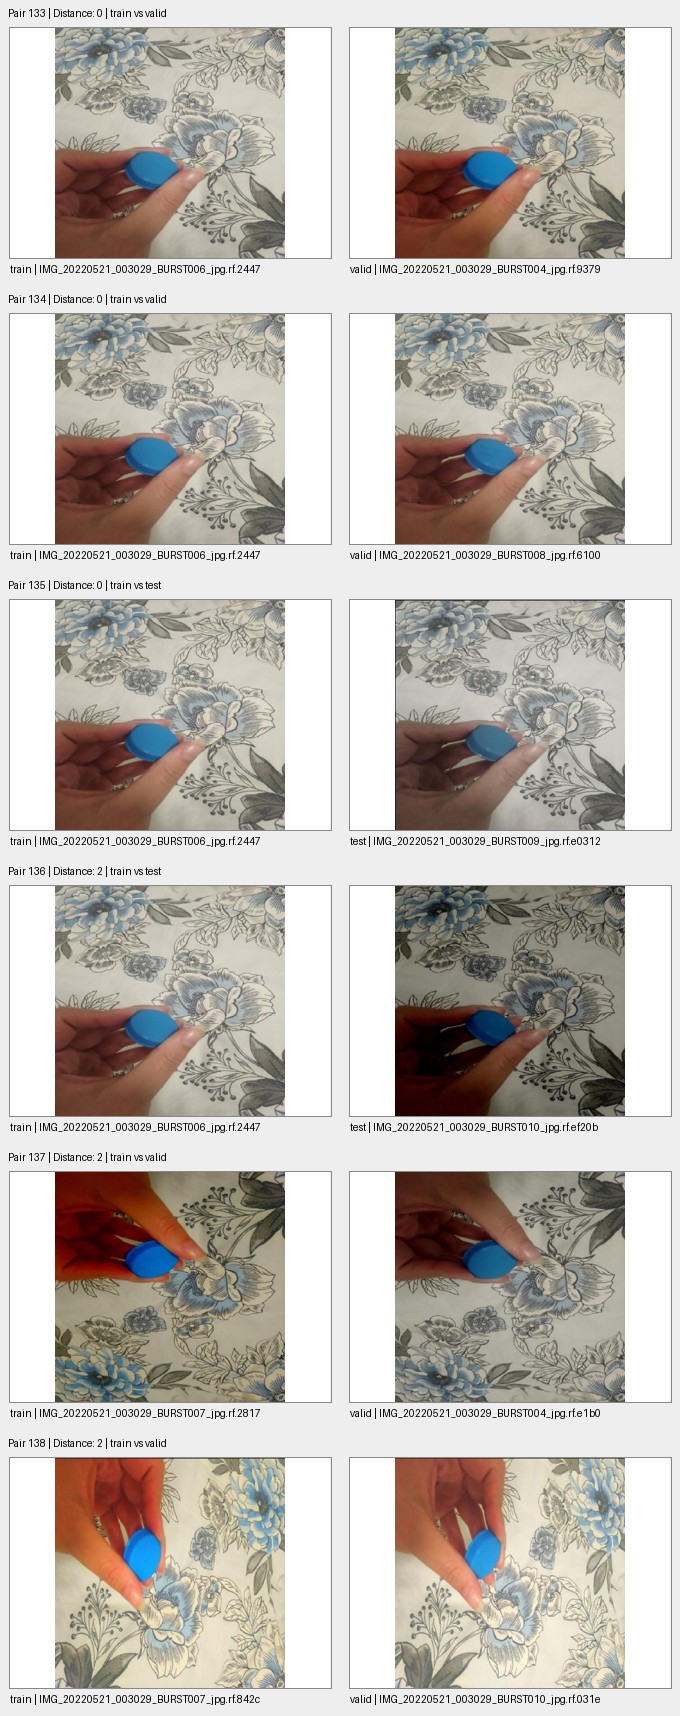 Pair 133 | Distance: 0 | train vs valid
train | IMG_20220521_003029_BURST006_jpg.rf.2447
valid | IMG_20220521_003029_BURST004_jpg.rf.9379
Pair 134 | Distance: 0 | train vs valid
train | IMG_20220521_003029_BURST006_jpg.rf.2447
valid | IMG_20220521_003029_BURST008_jpg.rf.6100
Pair 135 | Distance: 0 | train vs test
train | IMG_20220521_003029_BURST006_jpg.rf.2447
test | IMG_20220521_003029_BURST009_jpg.rf.e0312
Pair 136 | Distance: 2 | train vs test
train | IMG_20220521_003029_BURST006_jpg.rf.2447
test | IMG_20220521_003029_BURST010_jpg.rf.ef20b
Pair 137 | Distance: 2 | train vs valid
train | IMG_20220521_003029_BURST007_jpg.rf.2817
valid | IMG_20220521_003029_BURST004_jpg.rf.e1b0
Pair 138 | Distance: 2 | train vs valid
train | IMG_20220521_003029_BURST007_jpg.rf.842c
valid | IMG_20220521_003029_BURST010_jpg.rf.031e